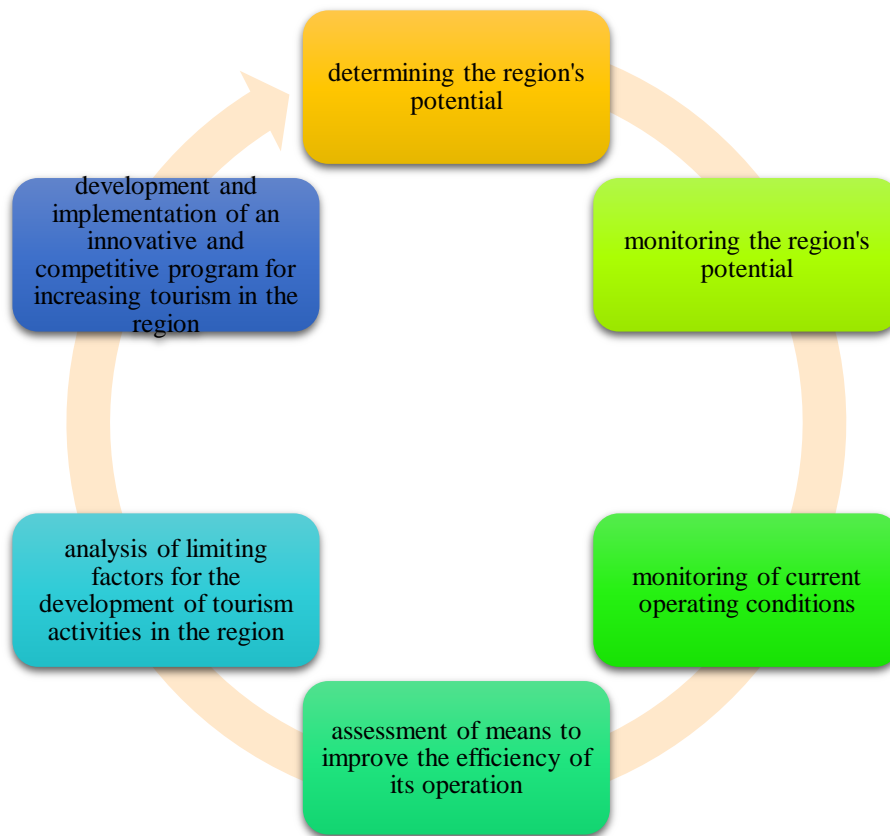 determining the region's
potential
monitoring the region's
potential
monitoring of current
operating conditions
assessment of means to
improve the efficiency of
its operation
analysis of limiting
factors for the
development of tourism
activities in the region
development and
implementation of an
innovative and
competitive program for
increasing tourism in the
region